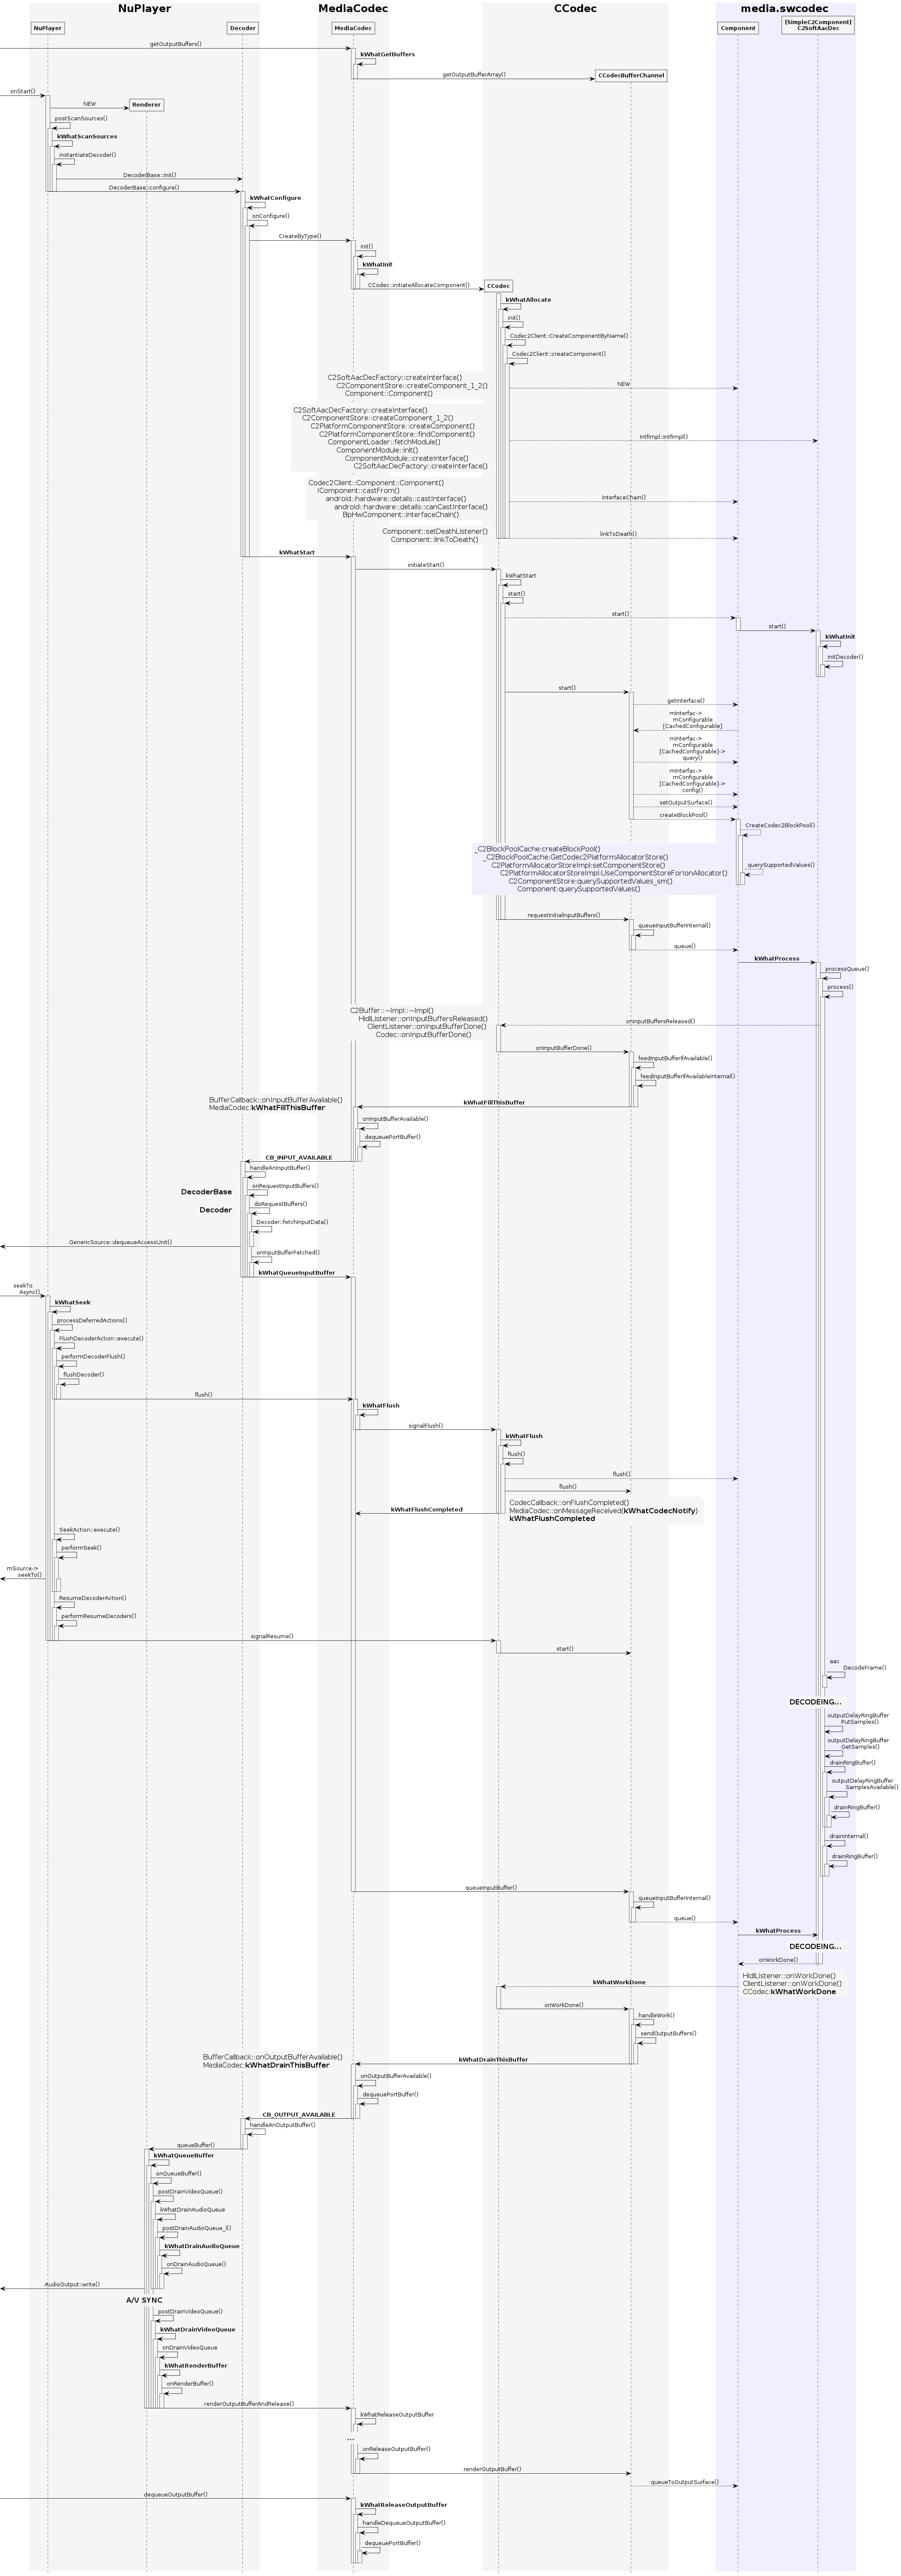 NuPlayer
MediaCodec
CCodec
media.swcodec
NuPlayer
Decoder
MediaCodec
Component
[SimpleC2Component]
C2SoftAacDec
getOutputBuffers()
kWhatGetBuffers
getOutputBufferArray()
CCodecBufferChannel
onStart()
NEW
Renderer
postScanSources()
kWhatScanSources
instantiateDecoder()
DecoderBase::init()
DecoderBase::configure()
kWhatConfigure
onConfigure()
CreateByType()
init()
kWhatInit
CCodec::initiateAllocateComponent()
CCodec
kWhatAllocate
init()
Codec2Client::CreateComponentByName()
Codec2Client::createComponent()
C2SoftAacDecFactory::createInterface()
C2ComponentStore::createComponent_1_2()
Component::Component()
NEW
C2SoftAacDecFactory::createInterface()
C2ComponentStore::createComponent_1_2()
C2PlatformComponentStore::createComponent()
C2PlatformComponentStore::findComponent()
ComponentLoader::fetchModule()
ComponentModule::init()
ComponentModule::createInterface()
C2SoftAacDecFactory::createInterface()
IntfImpl::IntfImpl()
Codec2Client::Component::Component()
IComponent::castFrom()
android::hardware::details::castInterface()
android::hardware::details::canCastInterface()
BpHwComponent::interfaceChain()
interfaceChain()
Component::setDeathListener()
Component::linkToDeath()
linkToDeath()
kWhatStart
initiateStart()
kWhatStart
start()
start()
start()
kWhatInit
initDecoder()
start()
getInterface()
mInterfac->
mConfigurable
[CachedConfigurable]
mInterfac->
mConfigurable
[CachedConfigurable]->
query()
mInterfac->
mConfigurable
[CachedConfigurable]->
config()
setOutputSurface()
createBlockPool()
CreateCodec2BlockPool()
_C2BlockPoolCache:createBlockPool()
_C2BlockPoolCache:GetCodec2PlatformAllocatorStore()
C2PlatformAllocatorStoreImpl:setComponentStore()
C2PlatformAllocatorStoreImpl:UseComponentStoreForIonAllocator()
C2ComponentStore:querySupportedValues_sm()
Component:querySupportedValues()
querySupportedValues()
requestInitialInputBuffers()
queueInputBufferInternal()
queue()
kWhatProcess
processQueue()
process()
C2Buffer::~Impl::~Impl()
HidlListener::onInputBuffersReleased()
ClientListener::onInputBufferDone()
Codec::onInputBufferDone()
onInputBuffersReleased()
onInputBufferDone()
feedInputBufferIfAvailable()
feedInputBufferIfAvailableInternal()
BufferCallback::onInputBufferAvailable()
MediaCodec:kWhatFillThisBuffer
kWhatFillThisBuffer
onInputBufferAvailable()
dequeuePortBuffer()
CB_INPUT_AVAILABLE
handleAnInputBuffer()
DecoderBase
onRequestInputBuffers()
Decoder
doRequestBuffers()
Decoder::fetchInputData()
GenericSource::dequeueAccessUnit()
onInputBufferFetched()
kWhatQueueInputBuffer
seekTo
Async()
kWhatSeek
processDeferredActions()
FlushDecoderAction::execute()
performDecoderFlush()
flushDecoder()
flush()
kWhatFlush
signalFlush()
kWhatFlush
flush()
flush()
flush()
kWhatFlushCompleted
CodecCallback::onFlushCompleted()
MediaCodec::onMessageReceived(kWhatCodecNotify)
kWhatFlushCompleted
SeekAction::execute()
performSeek()
mSource->
seekTo()
ResumeDecoderAction()
performResumeDecoders()
signalResume()
start()
aac
DecodeFrame()
DECODEING...
outputDelayRingBuffer
PutSamples()
outputDelayRingBuffer
GetSamples()
drainRingBuffer()
outputDelayRingBuffer
SamplesAvailable()
drainRingBuffer()
drainInternal()
drainRingBuffer()
queueInputBuffer()
queueInputBufferInternal()
queue()
kWhatProcess
DECODEING...
onWorkDone()
kWhatWorkDone
HidlListener::onWorkDone()
ClientListener::onWorkDone()
CCodec:kWhatWorkDone
onWorkDone()
handleWork()
sendOutputBuffers()
BufferCallback::onOutputBufferAvailable()
MediaCodec:kWhatDrainThisBuffer
kWhatDrainThisBuffer
onOutputBufferAvailable()
dequeuePortBuffer()
CB_OUTPUT_AVAILABLE
handleAnOutputBuffer()
queueBuffer()
kWhatQueueBuffer
onQueueBuffer()
postDrainVideoQueue()
kWhatDrainAudioQueue
postDrainAudioQueue_l()
kWhatDrainAudioQueue
onDrainAudioQueue()
AudioOutput::write()
A/V SYNC
postDrainVideoQueue()
kWhatDrainVideoQueue
onDrainVideoQueue
kWhatRenderBuffer
onRenderBuffer()
renderOutputBufferAndRelease()
kWhatReleaseOutputBuffer
...
onReleaseOutputBuffer()
renderOutputBuffer()
queueToOutputSurface()
dequeueOutputBuffer()
kWhatReleaseOutputBuffer
handleDequeueOutputBuffer()
dequeuePortBuffer()